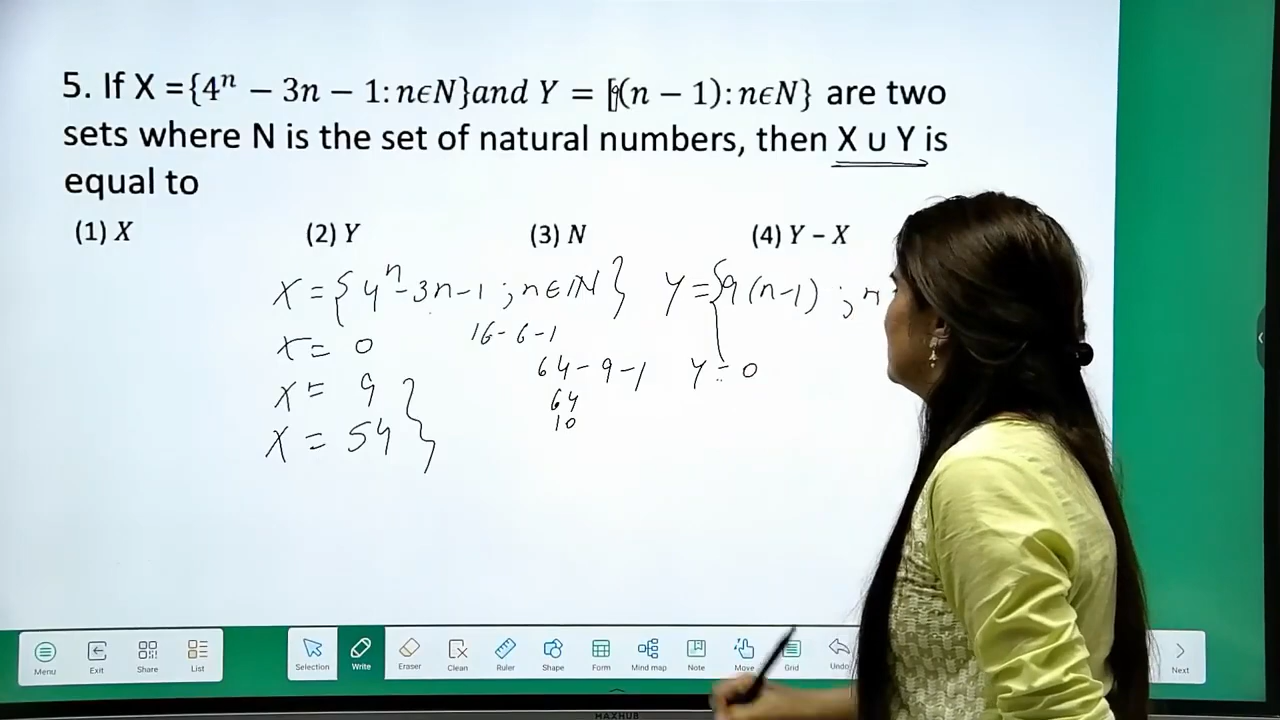 5. If X ={4ⁿ − 3n − 1: nϵN}and Y = [9(n − 1): nϵN} are two
sets where N is the set of natural numbers, then X ∪ Y is
equal to
(1) X (2) Y (3) N (4) Y − X
X = {4ⁿ-3n-1 ; n∈N} Y={9(n-1) ; n
X = 0 16-6-1
X = 9 64-9-1 Y = 0
64
X = 54 } 10
Menu Exit Share List Selection Write Eraser Clean Ruler Shape Form Mind map Note Move Grid Undo Next
MAXHUB